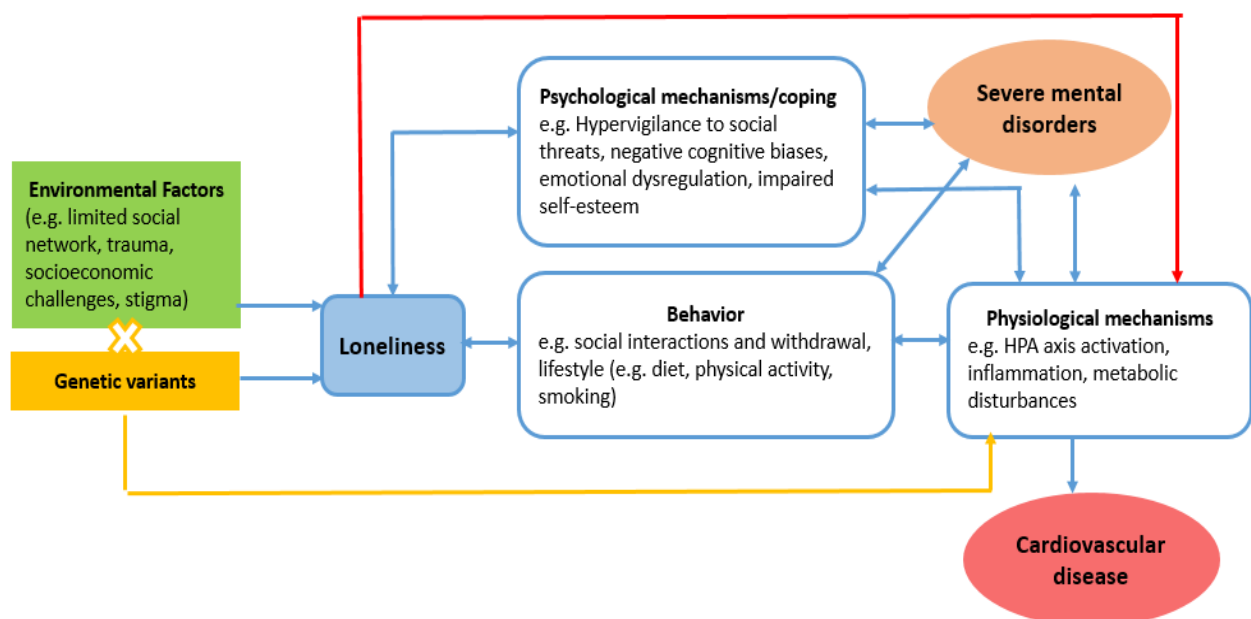 Psychological mechanisms/coping
e.g. Hypervigilance to social
threats, negative cognitive biases,
emotional dysregulation, impaired
self-esteem
Severe mental
disorders
Environmental Factors
(e.g. limited social
network, trauma,
socioeconomic
challenges, stigma)
Genetic variants
Loneliness
Behavior
e.g. social interactions and withdrawal,
lifestyle (e.g. diet, physical activity,
smoking)
Physiological mechanisms
e.g. HPA axis activation,
inflammation, metabolic
disturbances
Cardiovascular
disease